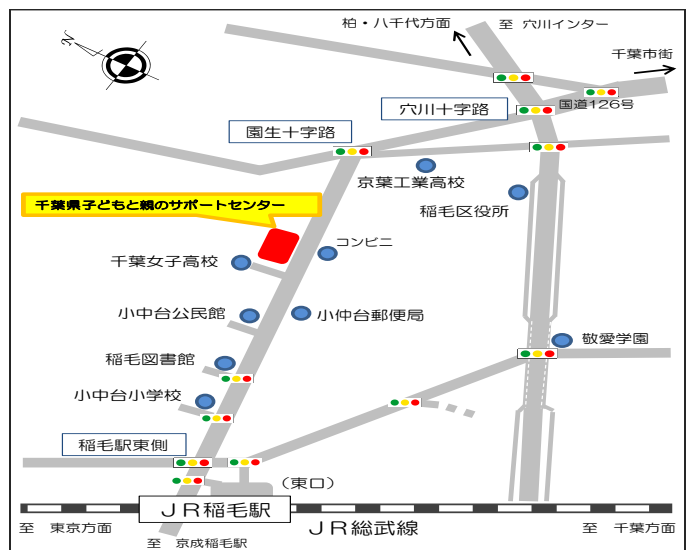 柏・八千代方面
至 穴川インター
千葉市街
N
国道126号
穴川十字路
園生十字路
京葉工業高校
稲毛区役所
千葉県子どもと親のサポートセンター
コンビニ
千葉女子高校
小中台公民館
小仲台郵便局
敬愛学園
稲毛図書館
小中台小学校
稲毛駅東側
（東口）
ＪＲ稲毛駅
ＪＲ総武線
至 東京方面
至 千葉方面
至 京成稲毛駅